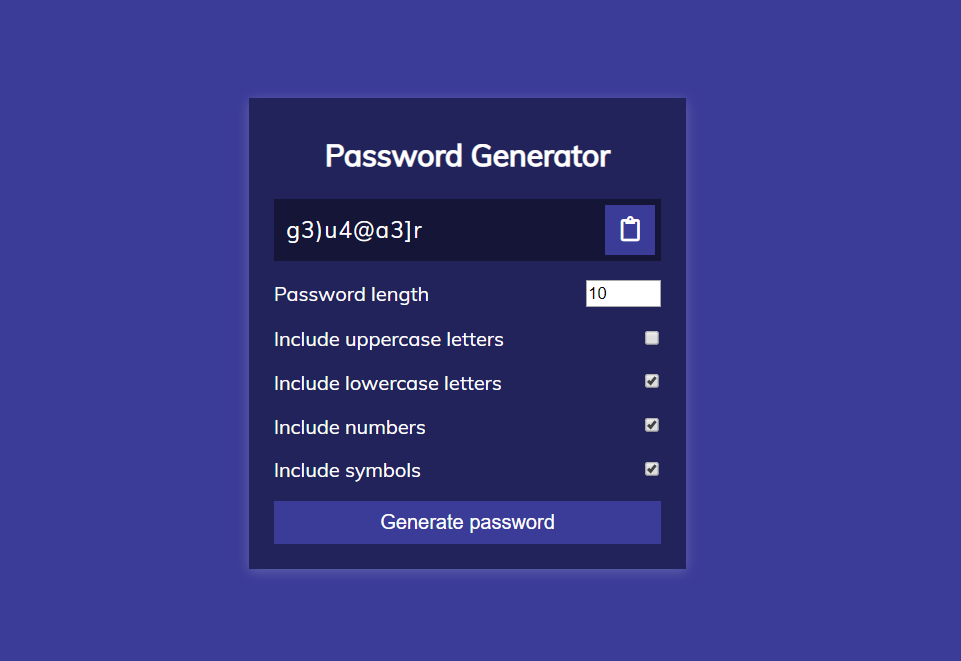 Password Generator
g3)u4@a3]r
Password length
10
Include uppercase letters
Include lowercase letters
Include numbers
Include symbols
Generate password